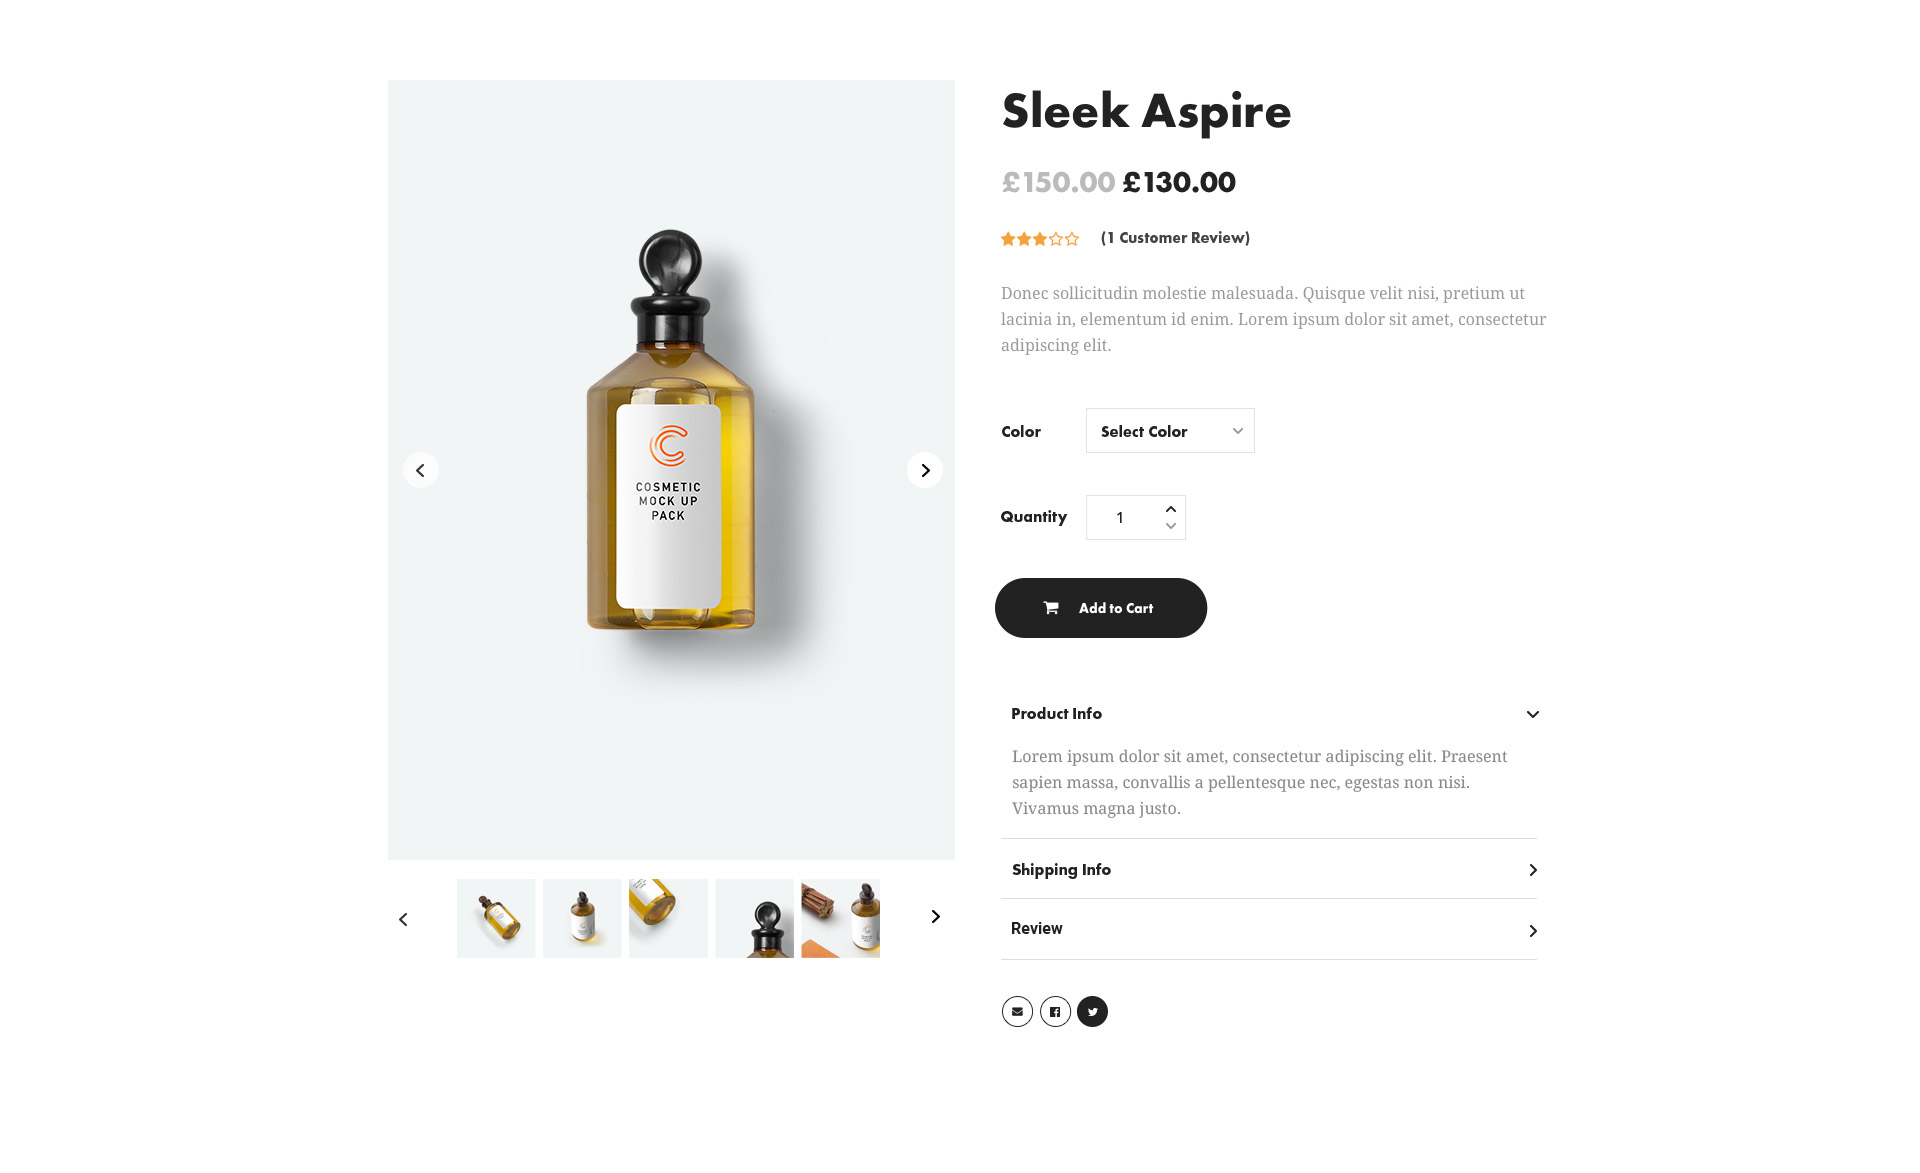 Sleek Aspire
£150.00 £130.00
(1 Customer Review)
Donec sollicitudin molestie malesuada. Quisque velit nisi, pretium ut
lacinia in, elementum id enim. Lorem ipsum dolor sit amet, consectetur
adipiscing elit.
Color
Select Color
Quantity
1
Add to Cart
Product Info
Lorem ipsum dolor sit amet, consectetur adipiscing elit. Praesent
sapien massa, convallis a pellentesque nec, egestas non nisi.
Vivamus magna justo.
Shipping Info
Review
COSMETIC
MOCK UP
PACK